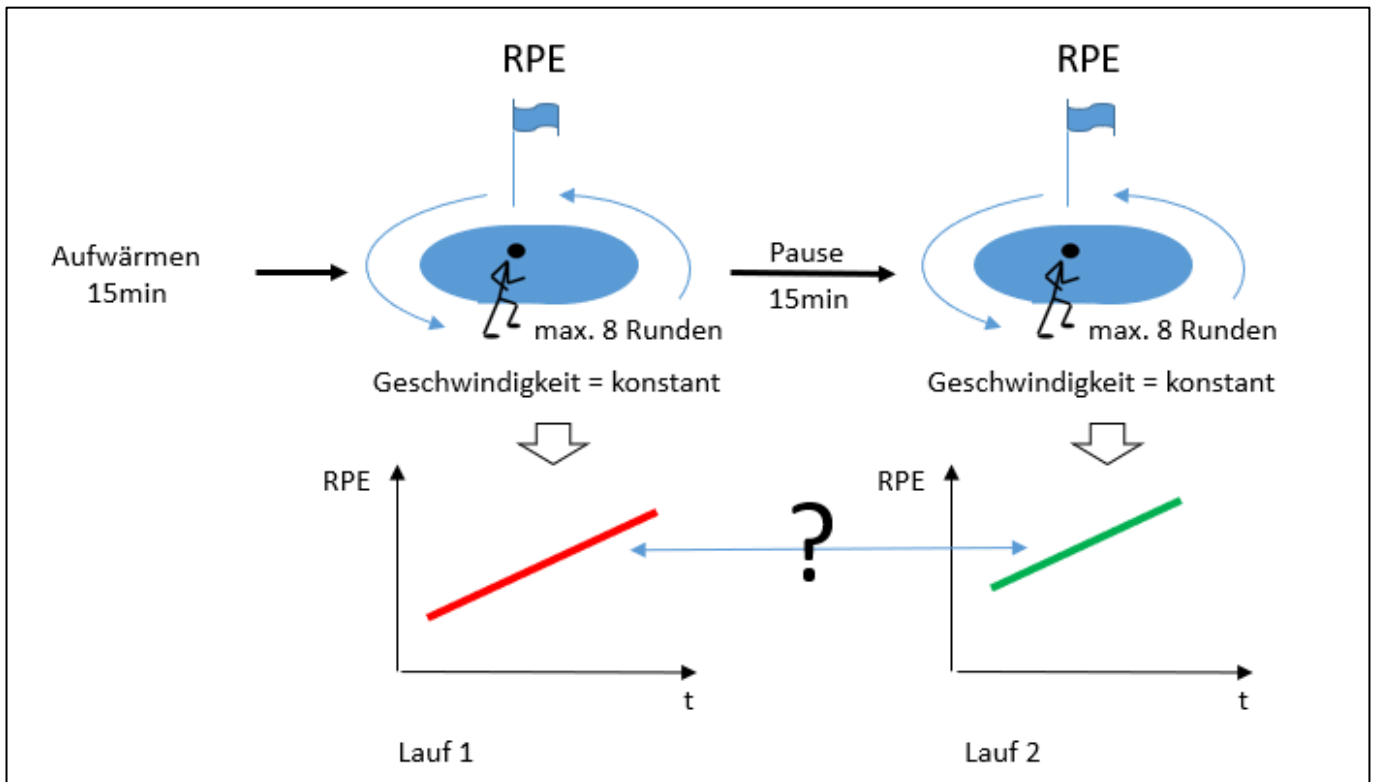 RPE
RPE
Aufwärmen
15min
max. 8 Runden
Geschwindigkeit = konstant
Pause
15min
max. 8 Runden
Geschwindigkeit = konstant
RPE
t
?
RPE
t
Lauf 1
Lauf 2